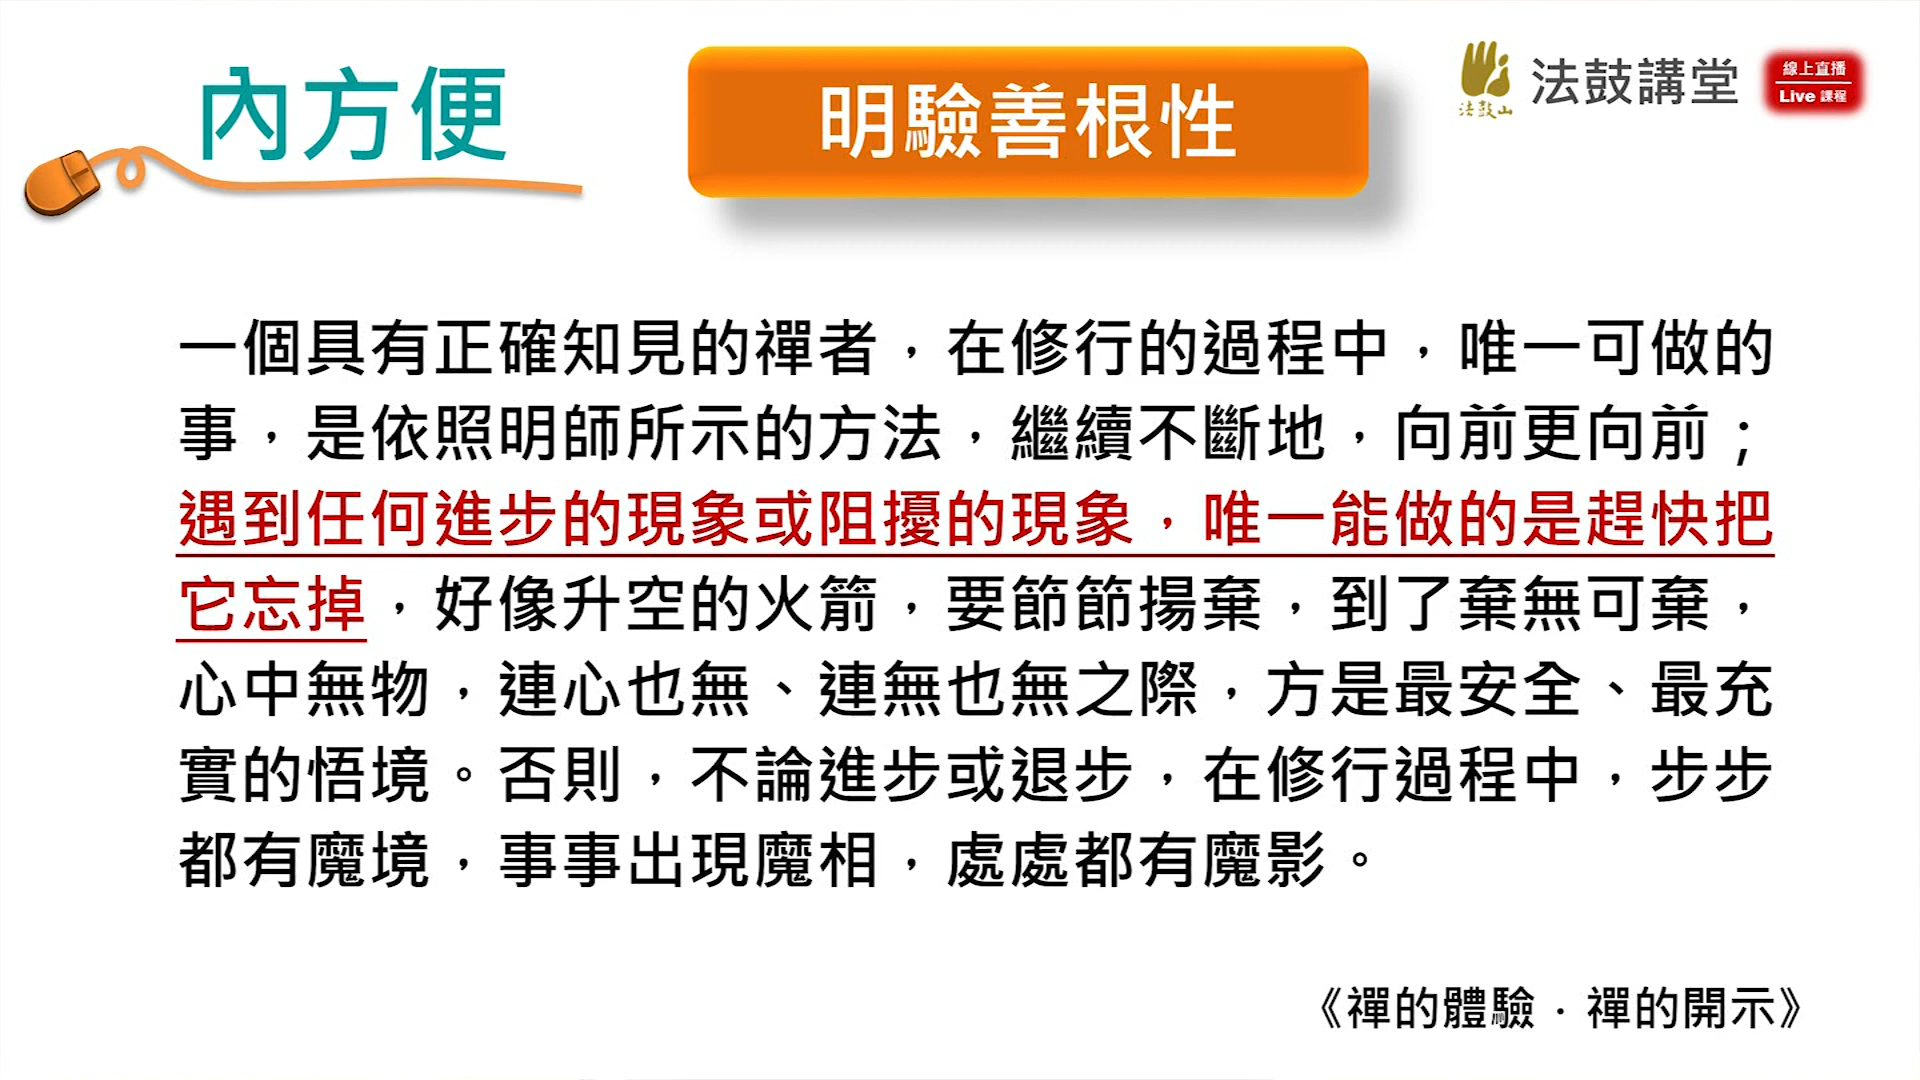 內方便
明驗善根性
法鼓山
法鼓講堂
線上直播
Live 課程
一個具有正確知見的禪者，在修行的過程中，唯一可做的
事，是依照明師所示的方法，繼續不斷地，向前更向前；
遇到任何進步的現象或阻擾的現象，唯一能做的是趕快把
它忘掉，好像升空的火箭，要節節揚棄，到了棄無可棄，
心中無物，連心也無、連無也無之際，方是最安全、最充
實的悟境。否則，不論進步或退步，在修行過程中，步步
都有魔境，事事出現魔相，處處都有魔影。
《禪的體驗．禪的開示》